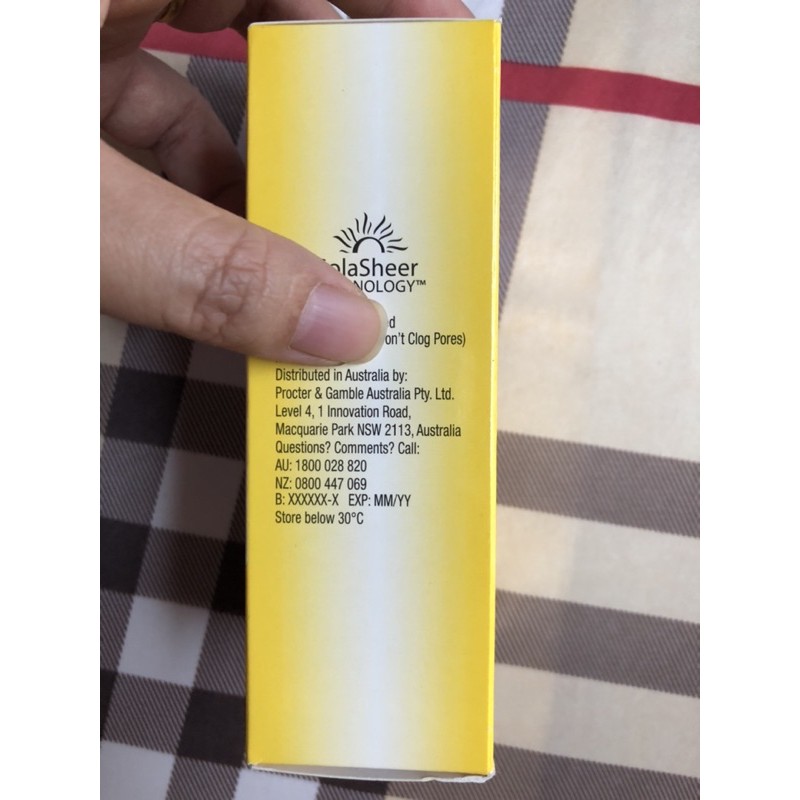 olaSheer
NOLOGY™
d
on't Clog Pores)
Distributed in Australia by:
Procter & Gamble Australia Pty. Ltd.
Level 4, 1 Innovation Road,
Macquarie Park NSW 2113, Australia
Questions? Comments? Call:
AU: 1800 028 820
NZ: 0800 447 069
B: XXXXXX-X EXP: MM/YY
Store below 30°C